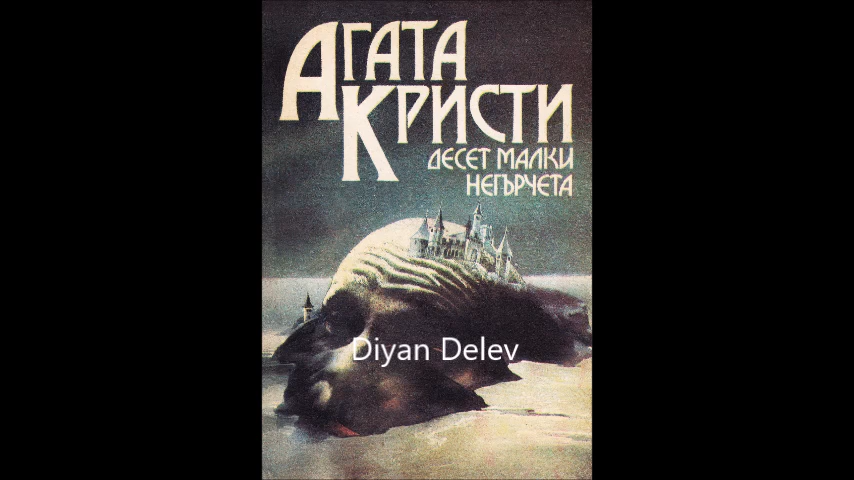 АГАТА
КРИСТИ
ДЕСЕТ МАЛКИ
НЕГЪРЧЕТА
Diyan Delev